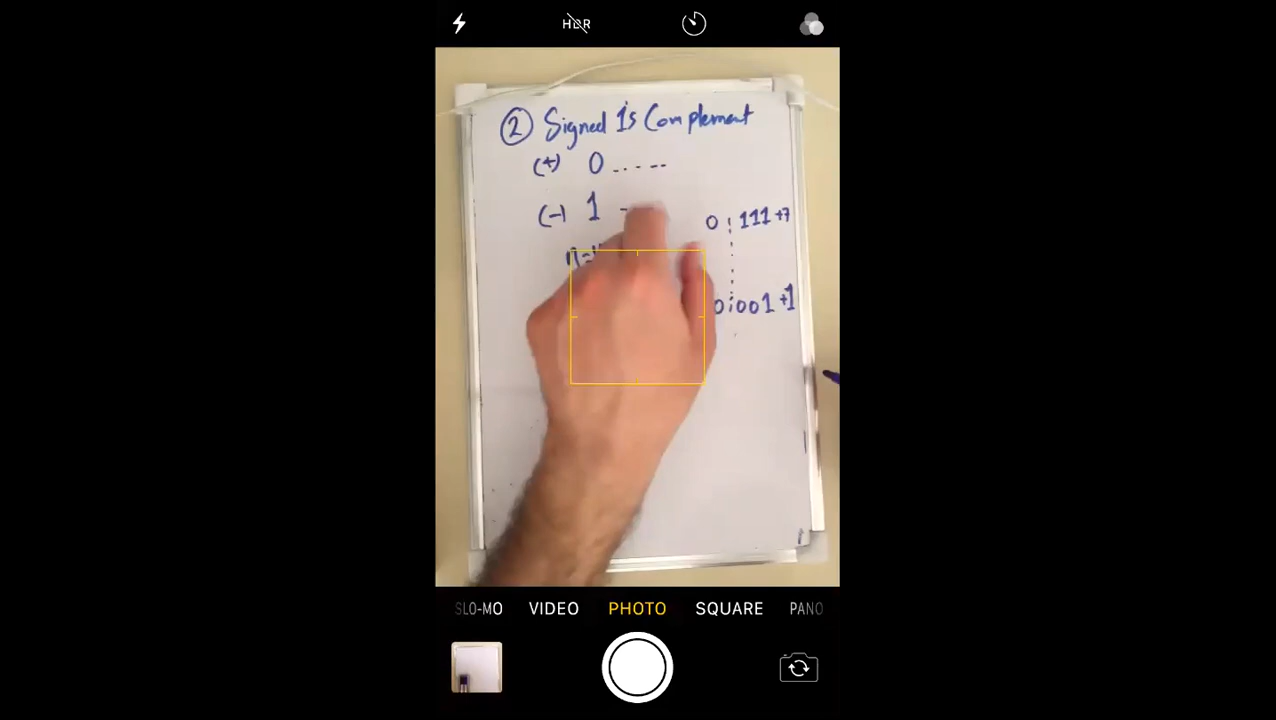 HDR
② Signed 1's Complement
(+) 0 -----
(-) 1 -
0 111 +7
0 001 +1
SLO-MO VIDEO PHOTO SQUARE PANO